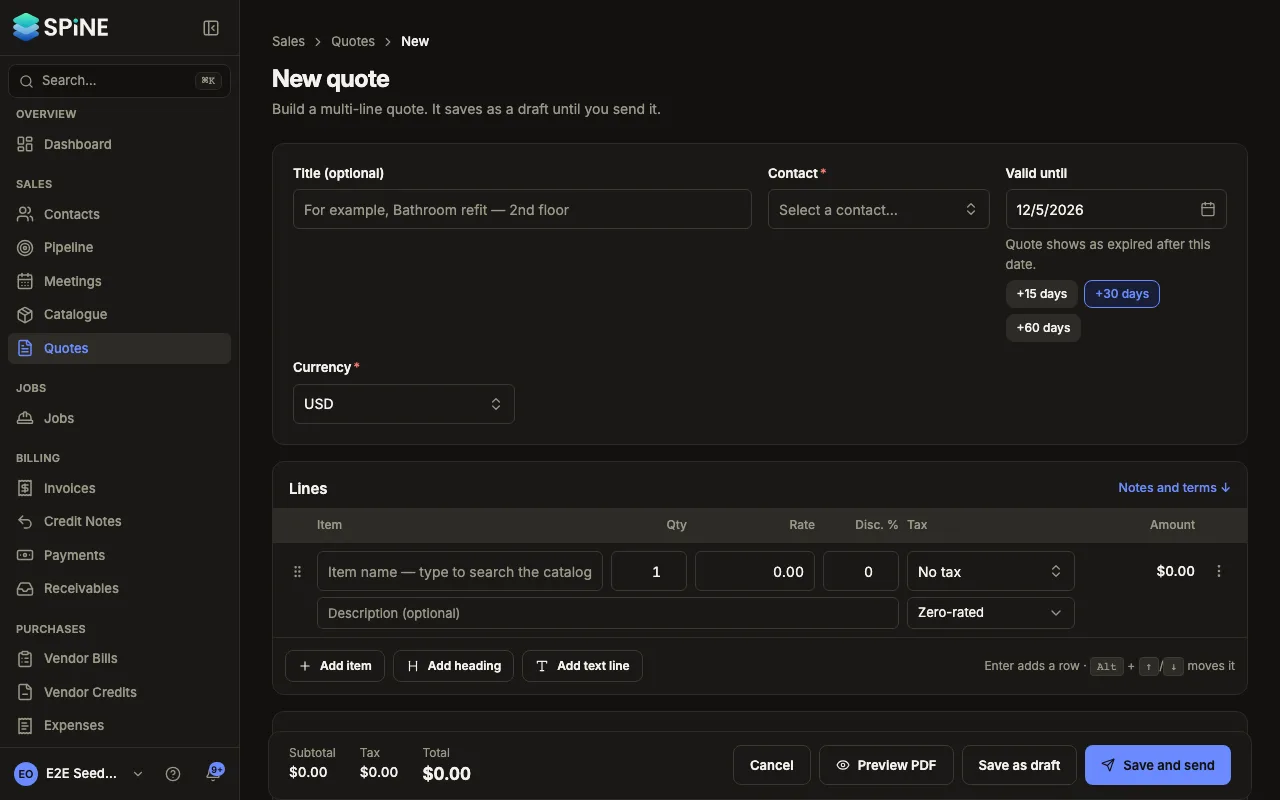 SPiNE
Search...
⌘K
OVERVIEW
Dashboard
SALES
Contacts
Pipeline
Meetings
Catalogue
Quotes
JOBS
Jobs
BILLING
Invoices
Credit Notes
Payments
Receivables
PURCHASES
Vendor Bills
Vendor Credits
Expenses
EO
E2E Seed...
9+
Sales > Quotes > New
New quote
Build a multi-line quote. It saves as a draft until you send it.
Title (optional)
For example, Bathroom refit — 2nd floor
Contact *
Select a contact...
Valid until
12/5/2026
Quote shows as expired after this
date.
+15 days
+30 days
+60 days
Currency *
USD
Lines
Notes and terms ↓
Item Qty Rate Disc. % Tax Amount
Item name — type to search the catalog 1 0.00 0 No tax $0.00
Description (optional) Zero-rated
Add item
Add heading
Add text line
Enter adds a row · Alt + ↑/↓ moves it
Subtotal Tax Total
$0.00 $0.00 $0.00
Cancel
Preview PDF
Save as draft
Save and send